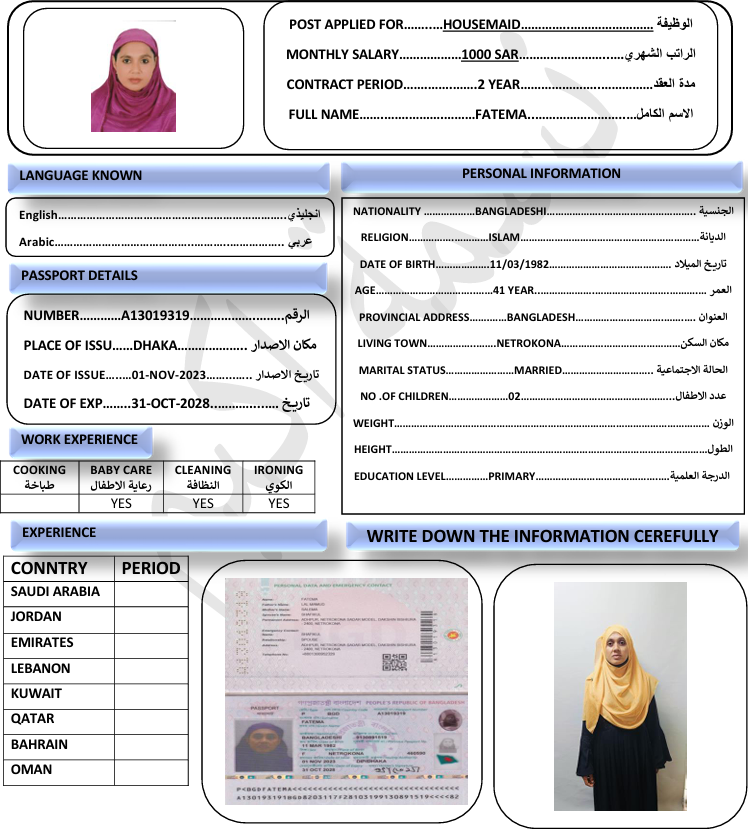 POST APPLIED FOR...........HOUSEMAID.................................... الوظيفة
MONTHLY SALARY...................1000 SAR................................الراتب الشهري
CONTRACT PERIOD.......................2 YEAR........................................مدة العقد
FULL NAME...................................FATEMA.................................الاسم الكامل
LANGUAGE KNOWN
English......................................................................انجليذي
Arabic...................................................................... عربي
PASSPORT DETAILS
NUMBER............A13019319.........................الرقم
PLACE OF ISSU......DHAKA..................... مكان الاصدار
DATE OF ISSUE........01-NOV-2023............. تاريخ الاصدار
DATE OF EXP........31-OCT-2028.................. تاريخ
WORK EXPERIENCE
COOKING BABY CARE CLEANING IRONING
طباخة رعاية الاطفال النظافة الكوي
YES YES YES
PERSONAL INFORMATION
NATIONALITY .................BANGLADESHI................................................ الجنسية
RELIGION..........................ISLAM..........................................................الديانة
DATE OF BIRTH..................11/03/1982........................................ تاريخ الميلاد
AGE......................................41 YEAR........................................................ العمر
PROVINCIAL ADDRESS.............BANGLADESH....................................... العنوان
LIVING TOWN.......................NETROKONA.......................................مكان السكن
MARITAL STATUS.......................MARRIED.............................. الحالة الاجتماعية
NO .OF CHILDREN....................02..................................................عدد الاطفال
WEIGHT............................................................................................................ الوزن
HEIGHT............................................................................................................الطول
EDUCATION LEVEL...............PRIMARY............................................الدرجة العلمية
EXPERIENCE
CONNTRY PERIOD
SAUDI ARABIA
JORDAN
EMIRATES
LEBANON
KUWAIT
QATAR
BAHRAIN
OMAN
WRITE DOWN THE INFORMATION CEREFULLY
PERSONAL DATA AND EMERGENCY CONTACT
FATEMA
PASSPORT
PEOPLE'S REPUBLIC OF BANGLADESH
P BGD A13019319
FATEMA
BANGLADESHI
11 MAR 1982
F NETROKONA
01 NOV 2023 DIP/DHAKA
31 OCT 2028